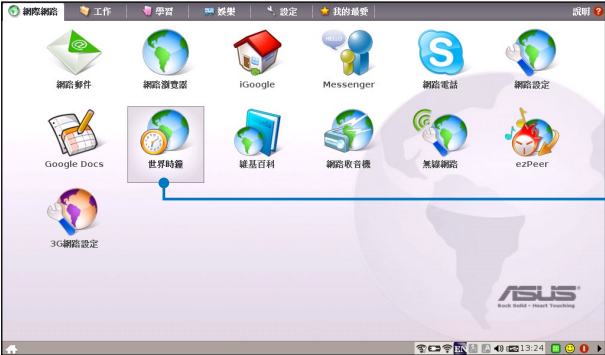 網際網路 工作 學習 娛樂 設定 我的最愛 說明
HELLO
網路郵件 網路瀏覽器 iGoogle Messenger 網路電話 網路設定
Google Docs 世界時鐘 維基百科 網路收音機 無線網路 ezPeer
3G網路設定
ASUS
Rock Solid · Heart Touching
EN 13:24